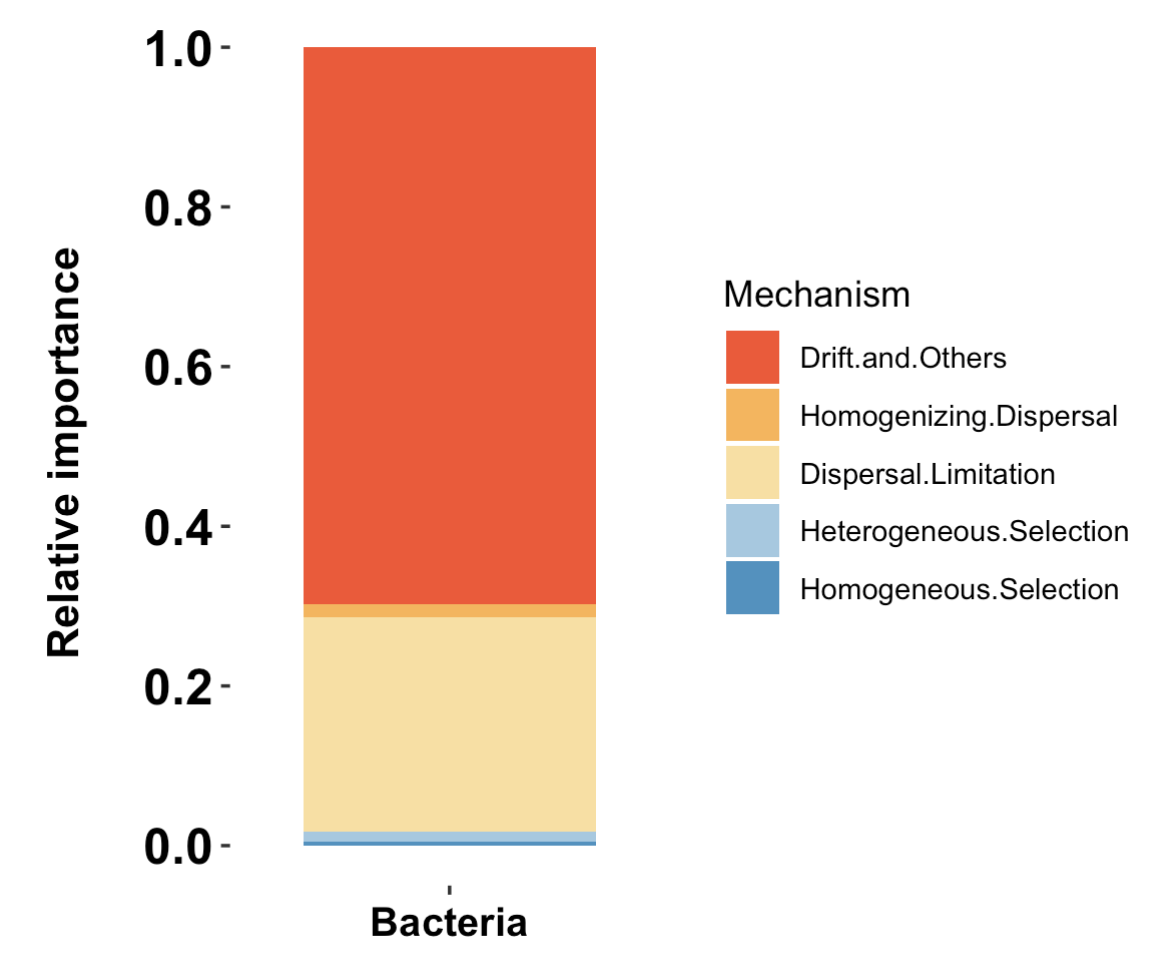 Relative importance
1.0
0.8
0.6
0.4
0.2
0.0
Bacteria
Mechanism
Drift.and.Others
Homogenizing.Dispersal
Dispersal.Limitation
Heterogeneous.Selection
Homogeneous.Selection